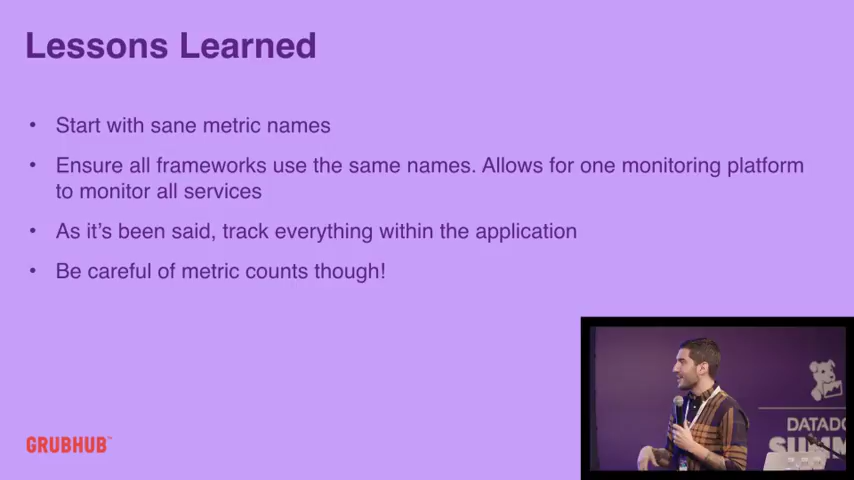 Lessons Learned
• Start with sane metric names
• Ensure all frameworks use the same names. Allows for one monitoring platform
to monitor all services
• As it's been said, track everything within the application
• Be careful of metric counts though!
GRUBHUB™
DATADO
SUMM